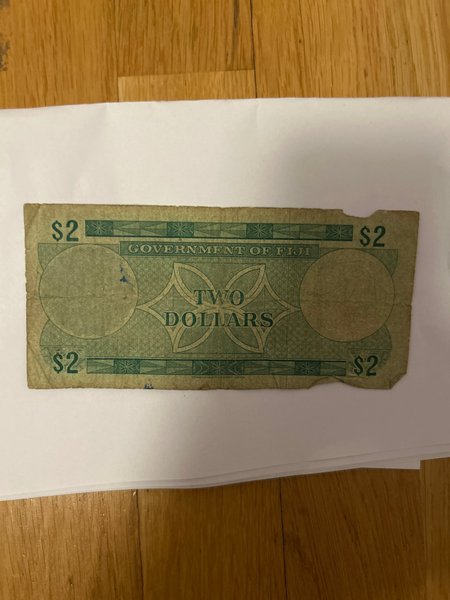 $2 $2
GOVERNMENT OF FIJI
TWO
DOLLARS
$2 $2